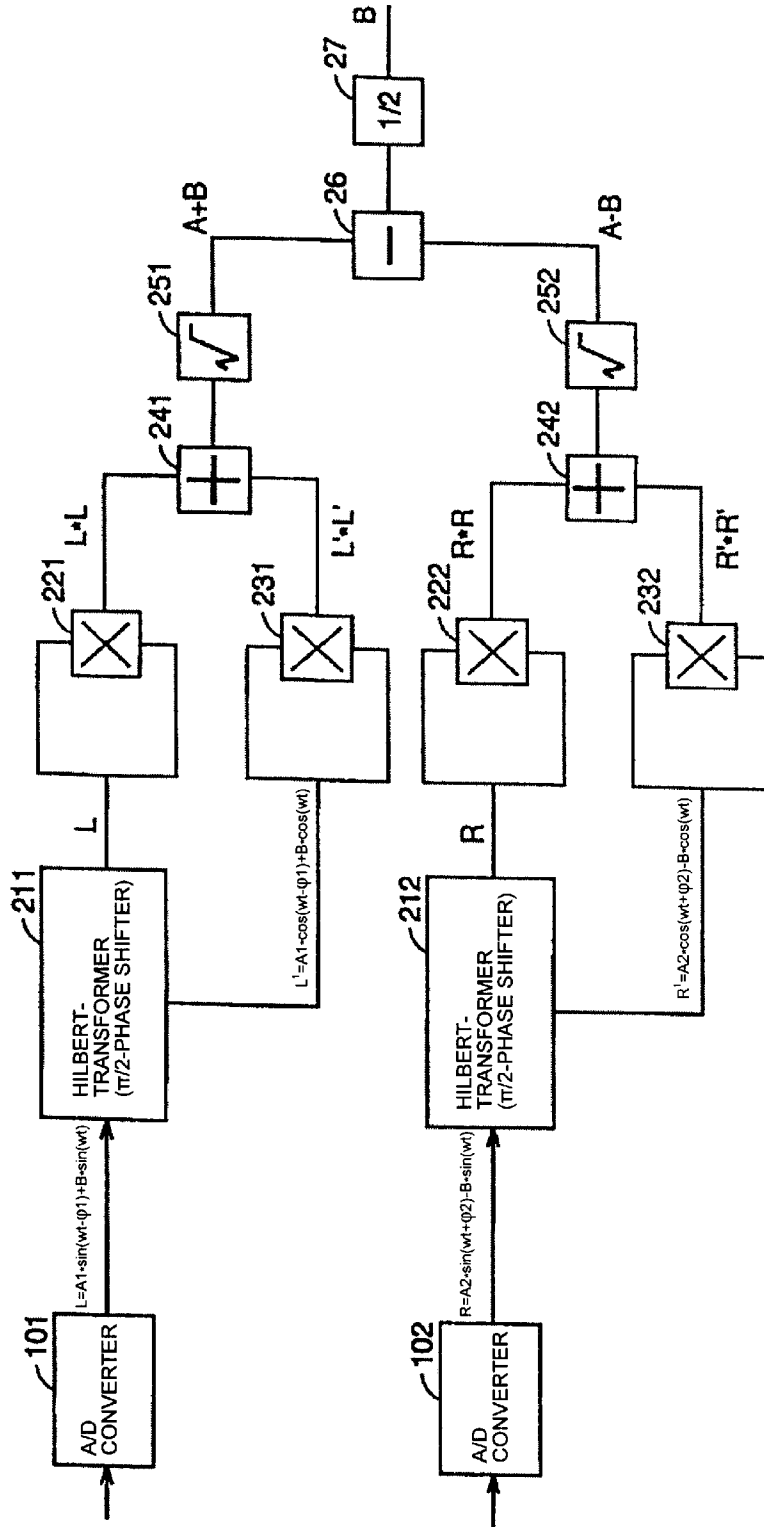 101
A/D
CONVERTER
L=A1•sin(wt-φ1)+B•sin(wt)
211
HILBERT-
TRANSFORMER
(π/2-PHASE SHIFTER)
L
L¹=A1•cos(wt-φ1)+B•cos(wt)
221
L*L
231
L'*L'
241
251
A+B
26
27
1/2
B
102
A/D
CONVERTER
R=A2•sin(wt+φ2)-B•sin(wt)
212
HILBERT-
TRANSFORMER
(π/2-PHASE SHIFTER)
R
R¹=A2•cos(wt+φ2)-B•cos(wt)
222
R*R
232
R'*R'
242
252
A-B